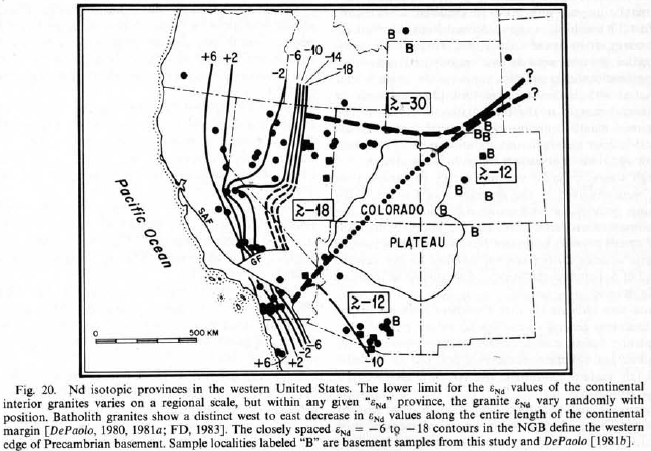 +6 +2 -2 -6 -10 -14 -18
B
B
B
?
?
≳-30
B
BB
B
≳-12
B
B
B
B
≳-18
COLORADO
PLATEAU
Pacific Ocean
SAF
GF
≳-12
B
0 500 KM
+6 +2 -2 -6
-10
Fig. 20. Nd isotopic provinces in the western United States. The lower limit for the εNd values of the continental
interior granites varies on a regional scale, but within any given “εNd” province, the granite εNd vary randomly with
position. Batholith granites show a distinct west to east decrease in εNd values along the entire length of the continental
margin [DePaolo, 1980, 1981a; FD, 1983]. The closely spaced εNd = −6 to −18 contours in the NGB define the western
edge of Precambrian basement. Sample localities labeled “B” are basement samples from this study and DePaolo [1981b].